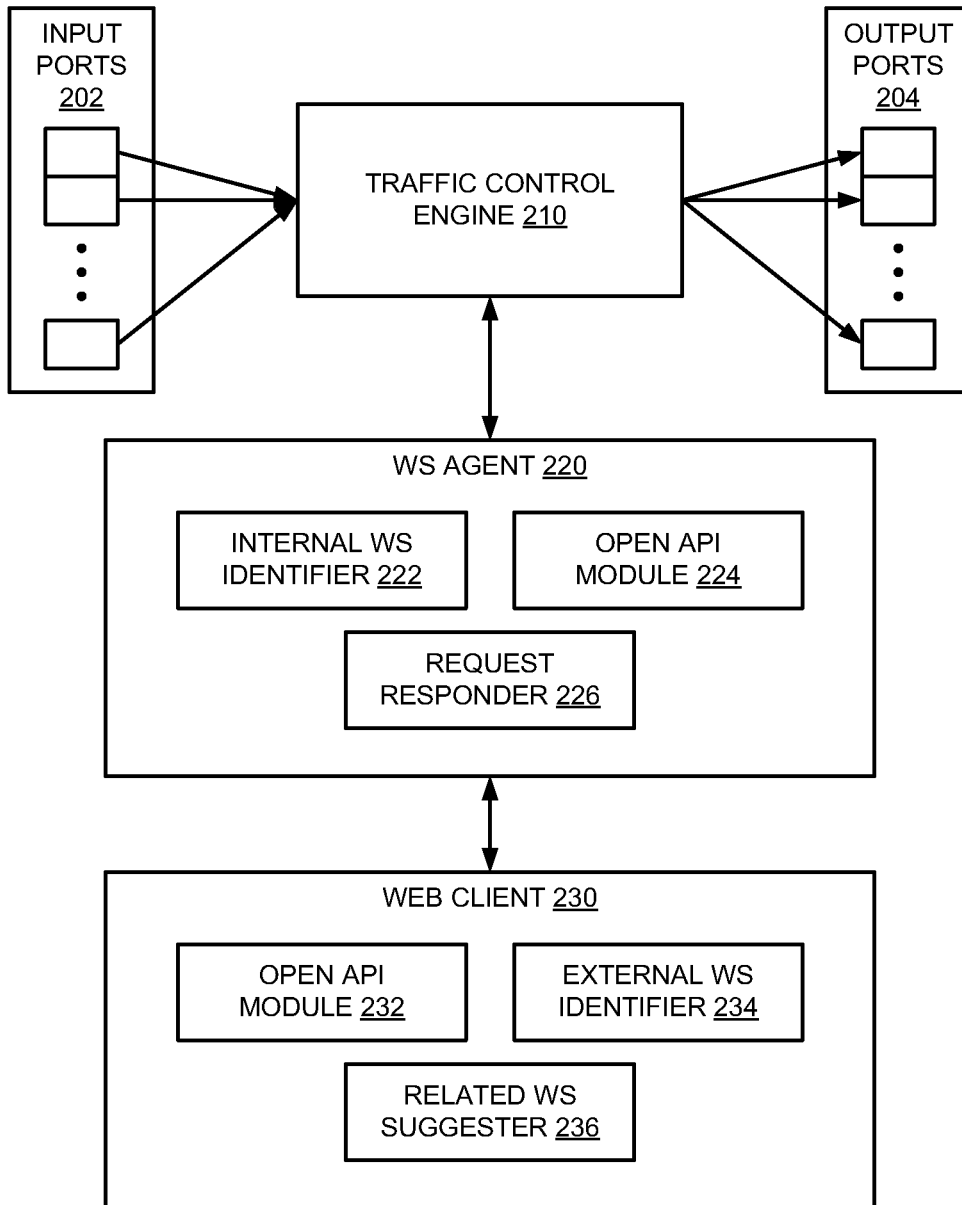 INPUT
PORTS
202
OUTPUT
PORTS
204
TRAFFIC CONTROL
ENGINE 210
WS AGENT 220
INTERNAL WS
IDENTIFIER 222
OPEN API
MODULE 224
REQUEST
RESPONDER 226
WEB CLIENT 230
OPEN API
MODULE 232
EXTERNAL WS
IDENTIFIER 234
RELATED WS
SUGGESTER 236